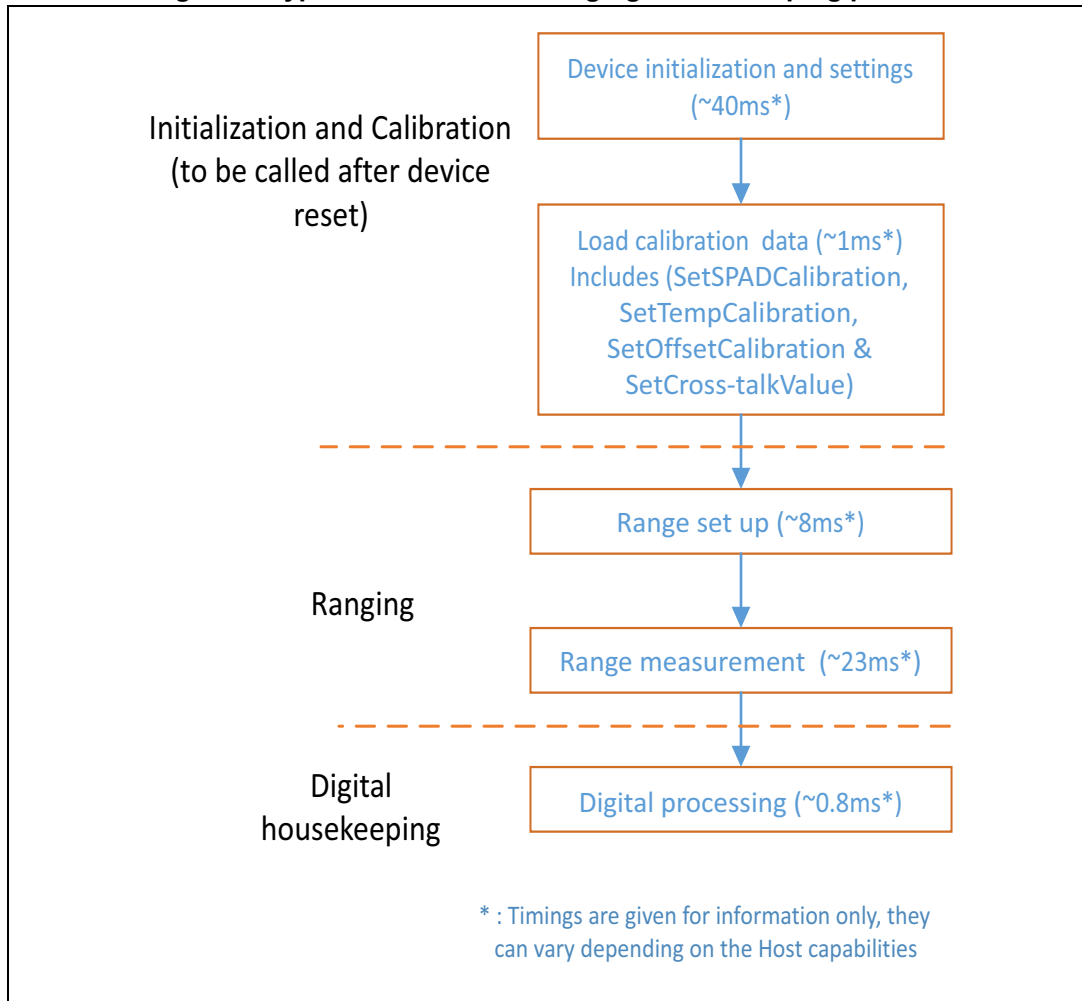 Device initialization and settings
(~40ms*)
Initialization and Calibration
(to be called after device
reset)
Load calibration data (~1ms*)
Includes (SetSPADCalibration,
SetTempCalibration,
SetOffsetCalibration &
SetCross-talkValue)
Range set up (~8ms*)
Ranging
Range measurement (~23ms*)
Digital
housekeeping
Digital processing (~0.8ms*)
* : Timings are given for information only, they
can vary depending on the Host capabilities